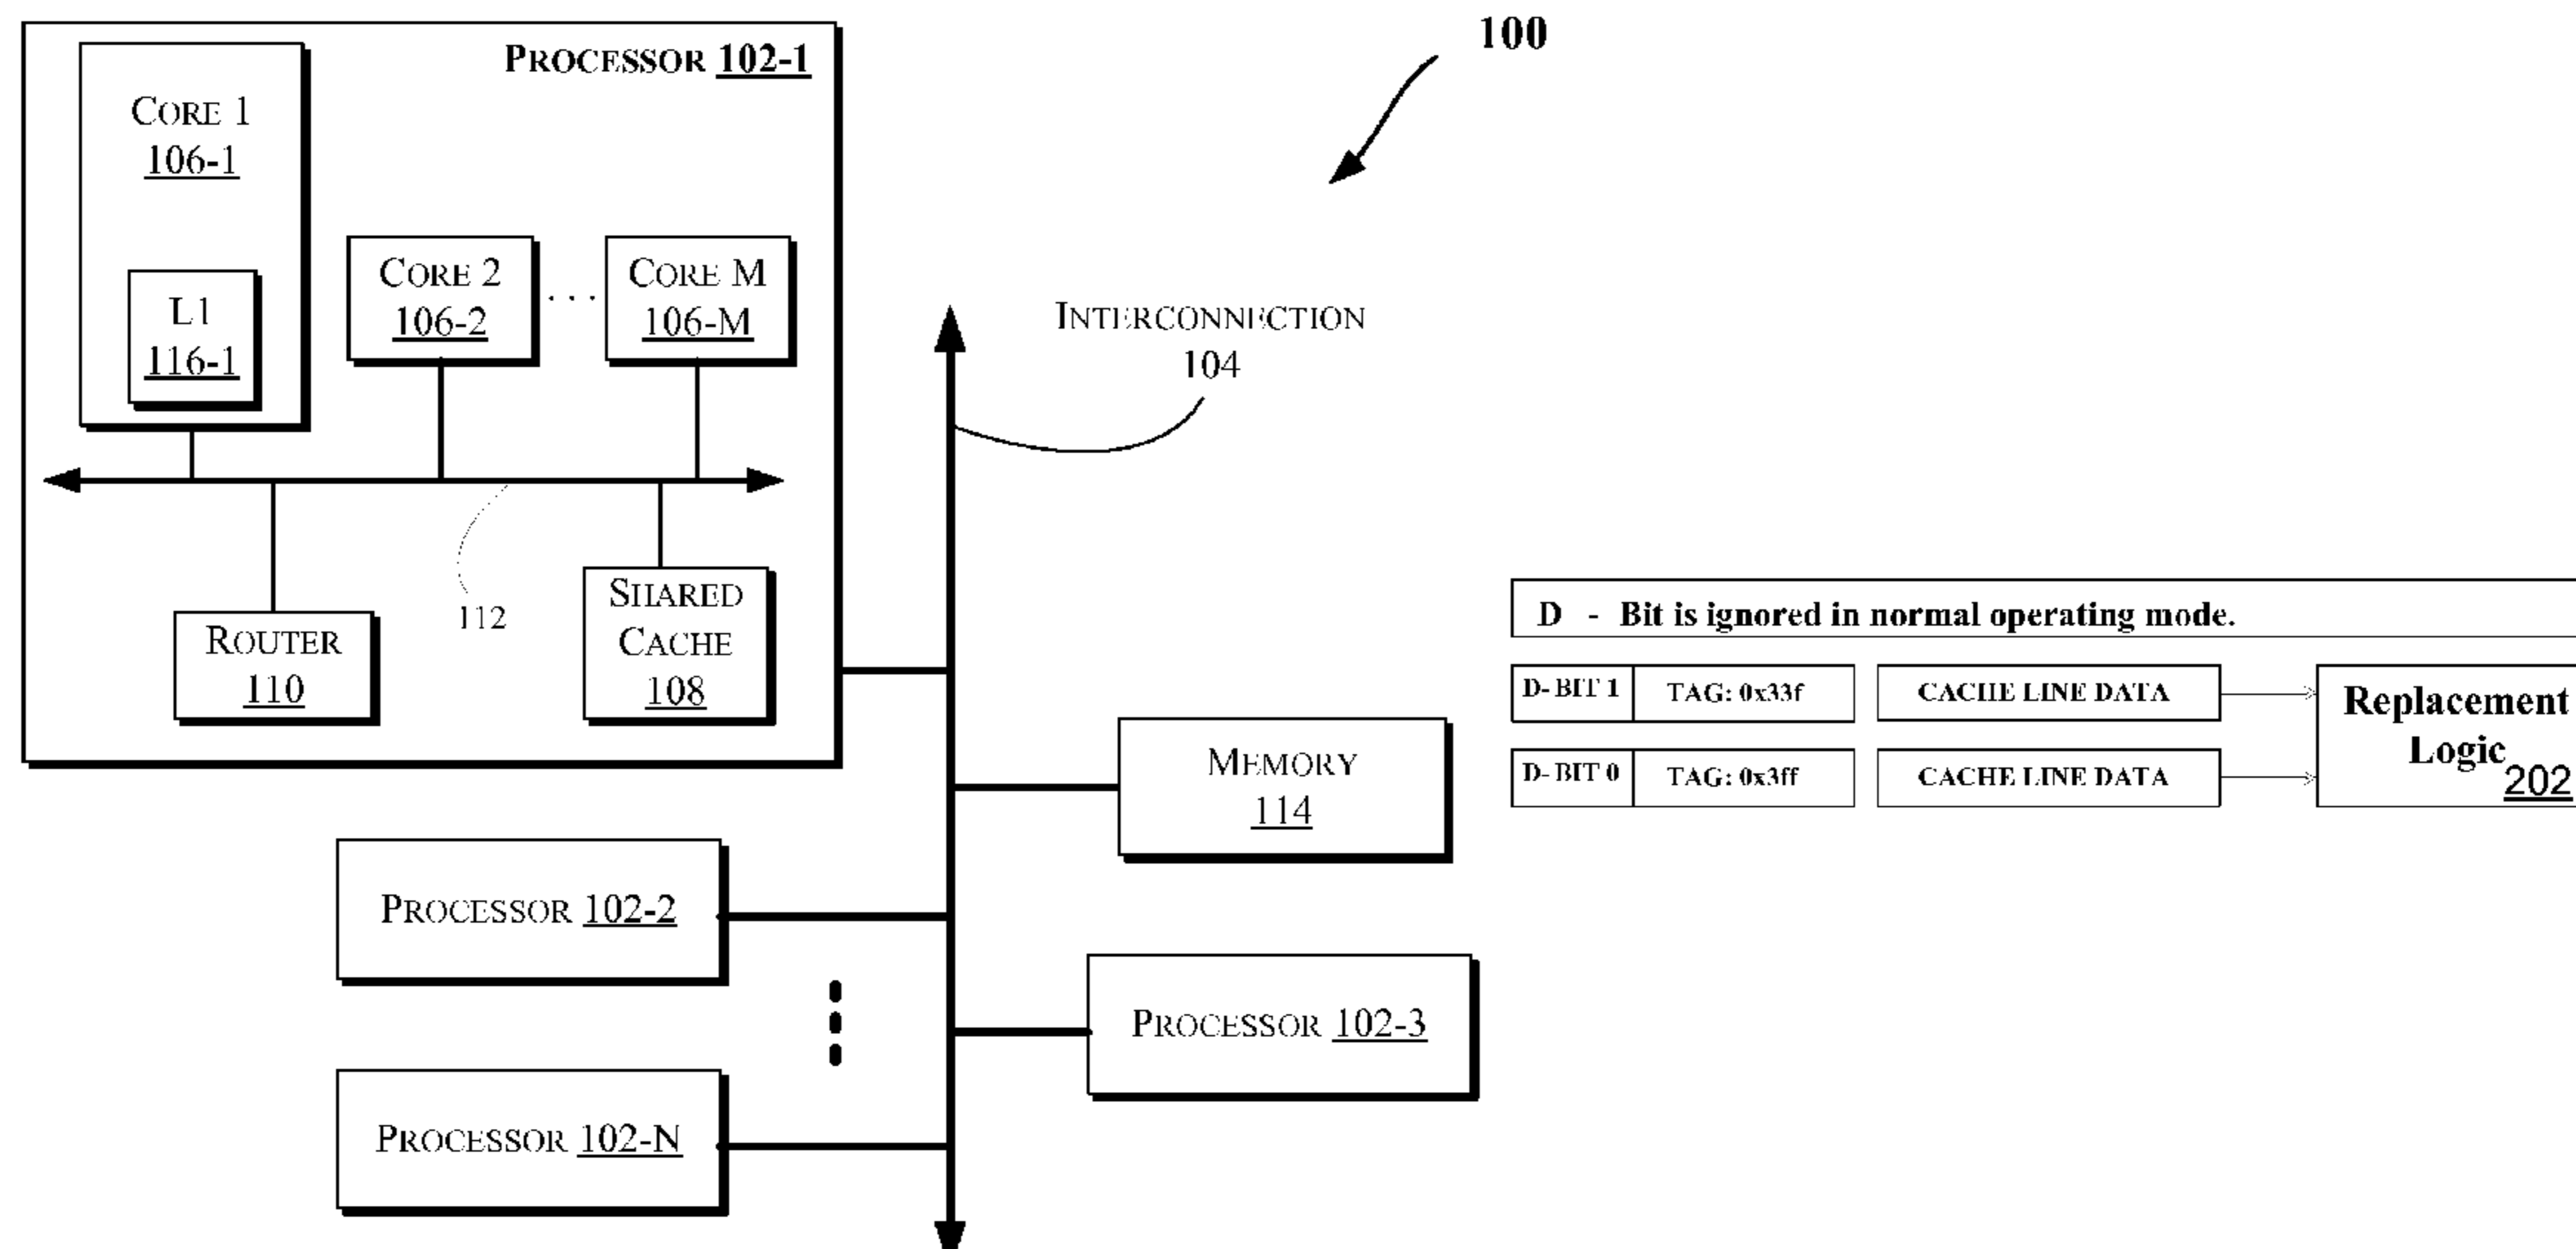 100
PROCESSOR 102-1
CORE 1
106-1
L1
116-1
CORE 2
106-2
. . .
CORE M
106-M
112
ROUTER
110
SHARED
CACHE
108
INTERCONNECTION
104
MEMORY
114
PROCESSOR 102-2
PROCESSOR 102-3
PROCESSOR 102-N
D - Bit is ignored in normal operating mode.
D-BIT 1 TAG: 0x33f CACHE LINE DATA
D-BIT 0 TAG: 0x3ff CACHE LINE DATA
Replacement
Logic 202